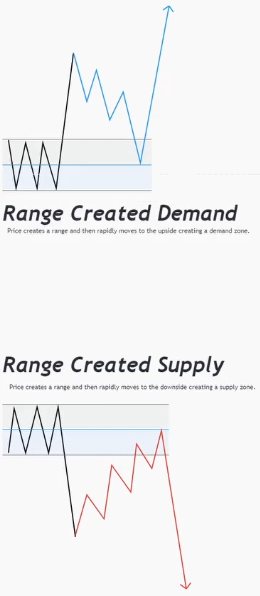 Range Created Demand
Price creates a range and then rapidly moves to the upside creating a demand zone.
Range Created Supply
Price creates a range and then rapidly moves to the downside creating a supply zone.